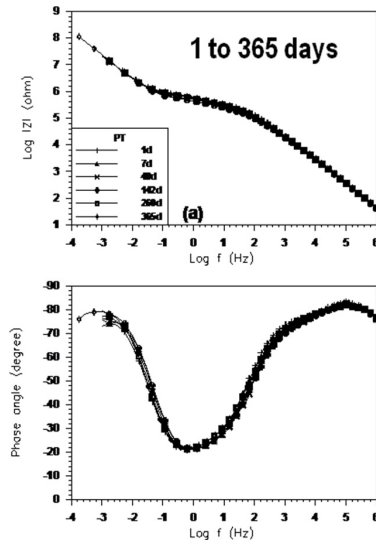 1 to 365 days
9
8
7
6
5
4
3
2
1
Log |Z| (ohm)
PT
1d
7d
49d
142d
260d
365d
(a)
-4 -3 -2 -1 0 1 2 3 4 5 6
Log f (Hz)
-90
-80
-70
-60
-50
-40
-30
-20
-10
0
Phase angle (degree)
-4 -3 -2 -1 0 1 2 3 4 5 6
Log f (Hz)